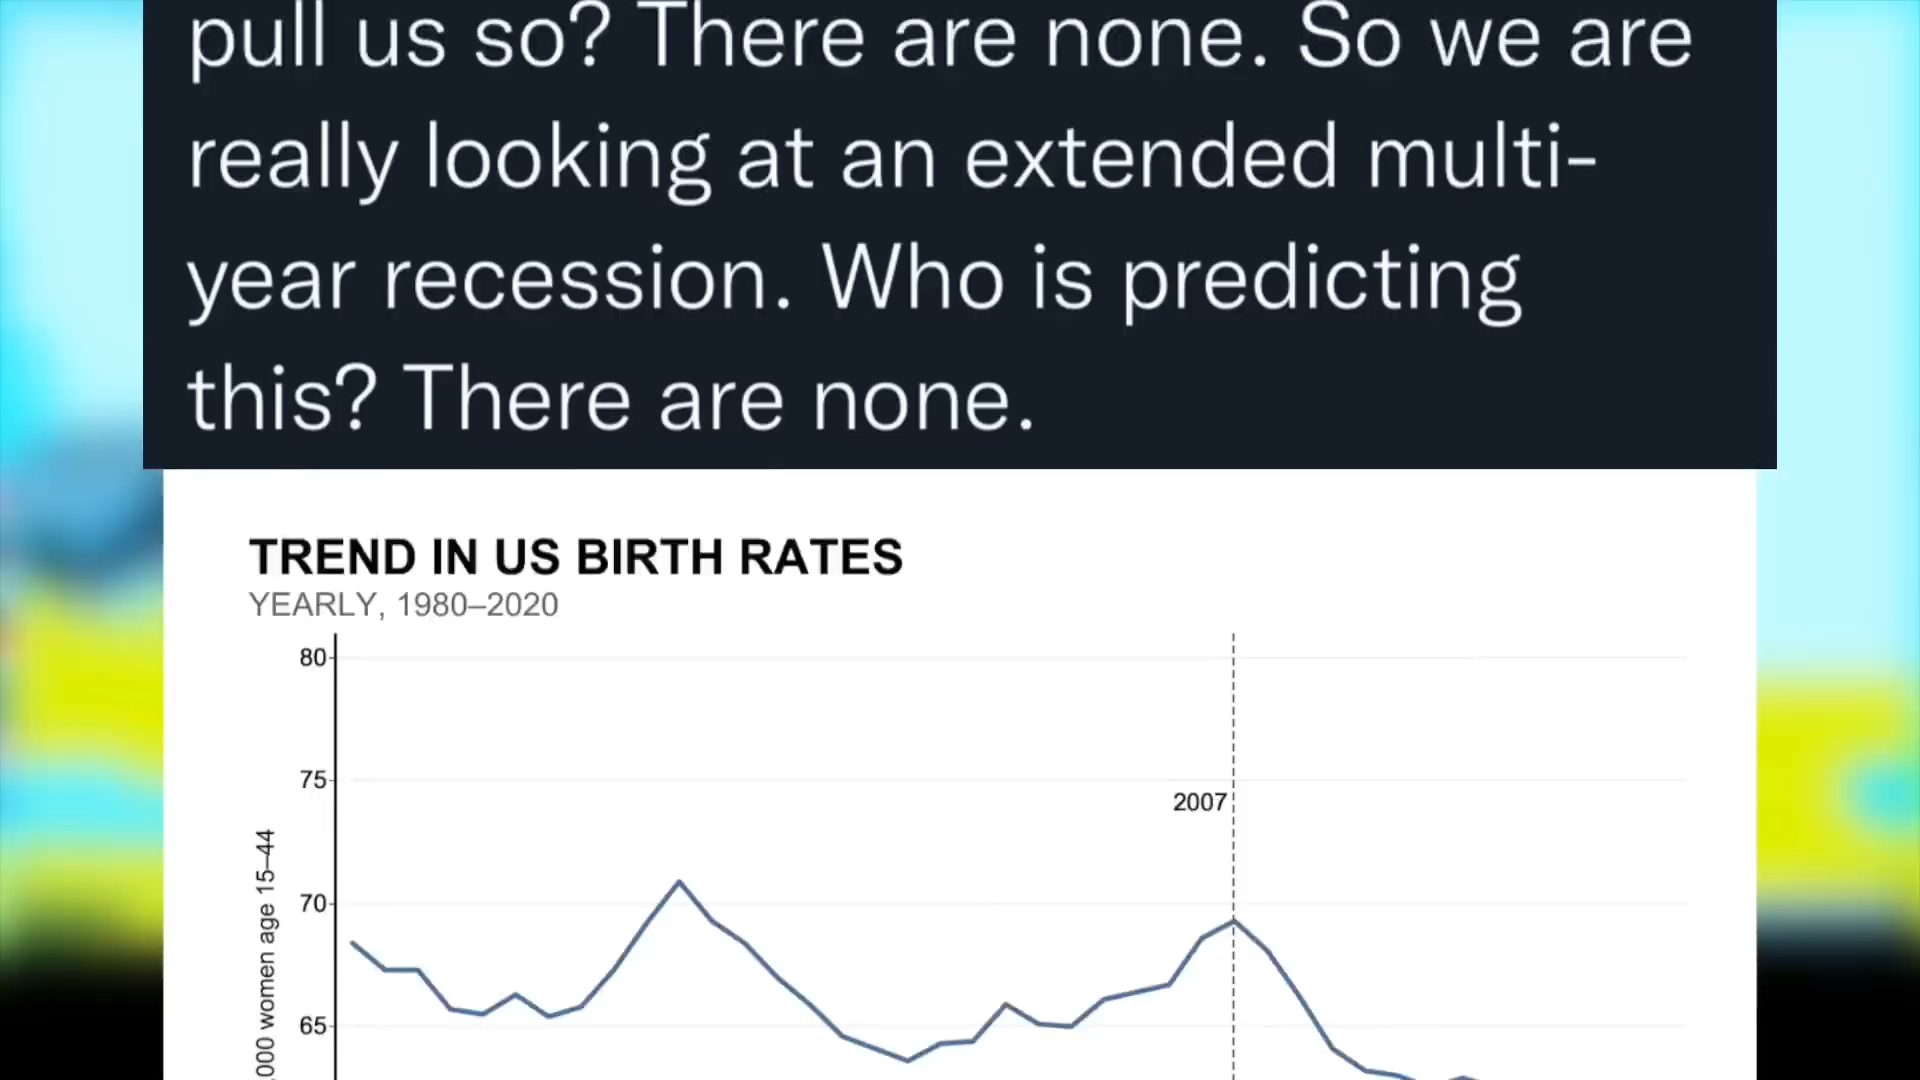 pull us so? There are none. So we are
really looking at an extended multi-
year recession. Who is predicting
this? There are none.
TREND IN US BIRTH RATES
YEARLY, 1980–2020
80
75
2007
70
65
,000 women age 15–44